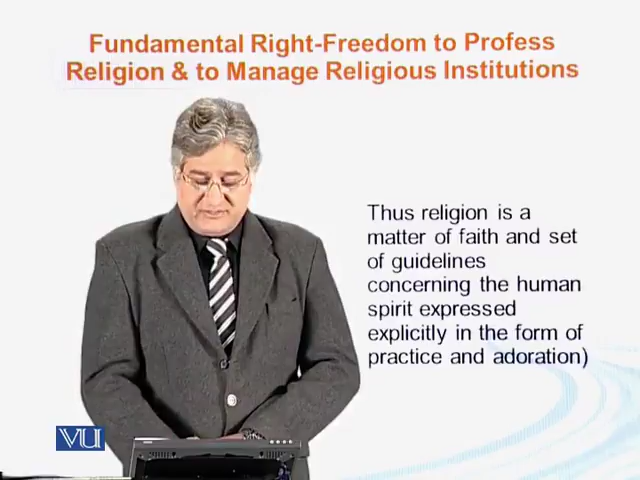 Fundamental Right-Freedom to Profess
Religion & to Manage Religious Institutions
Thus religion is a
matter of faith and set
of guidelines
concerning the human
spirit expressed
explicitly in the form of
practice and adoration)
VU